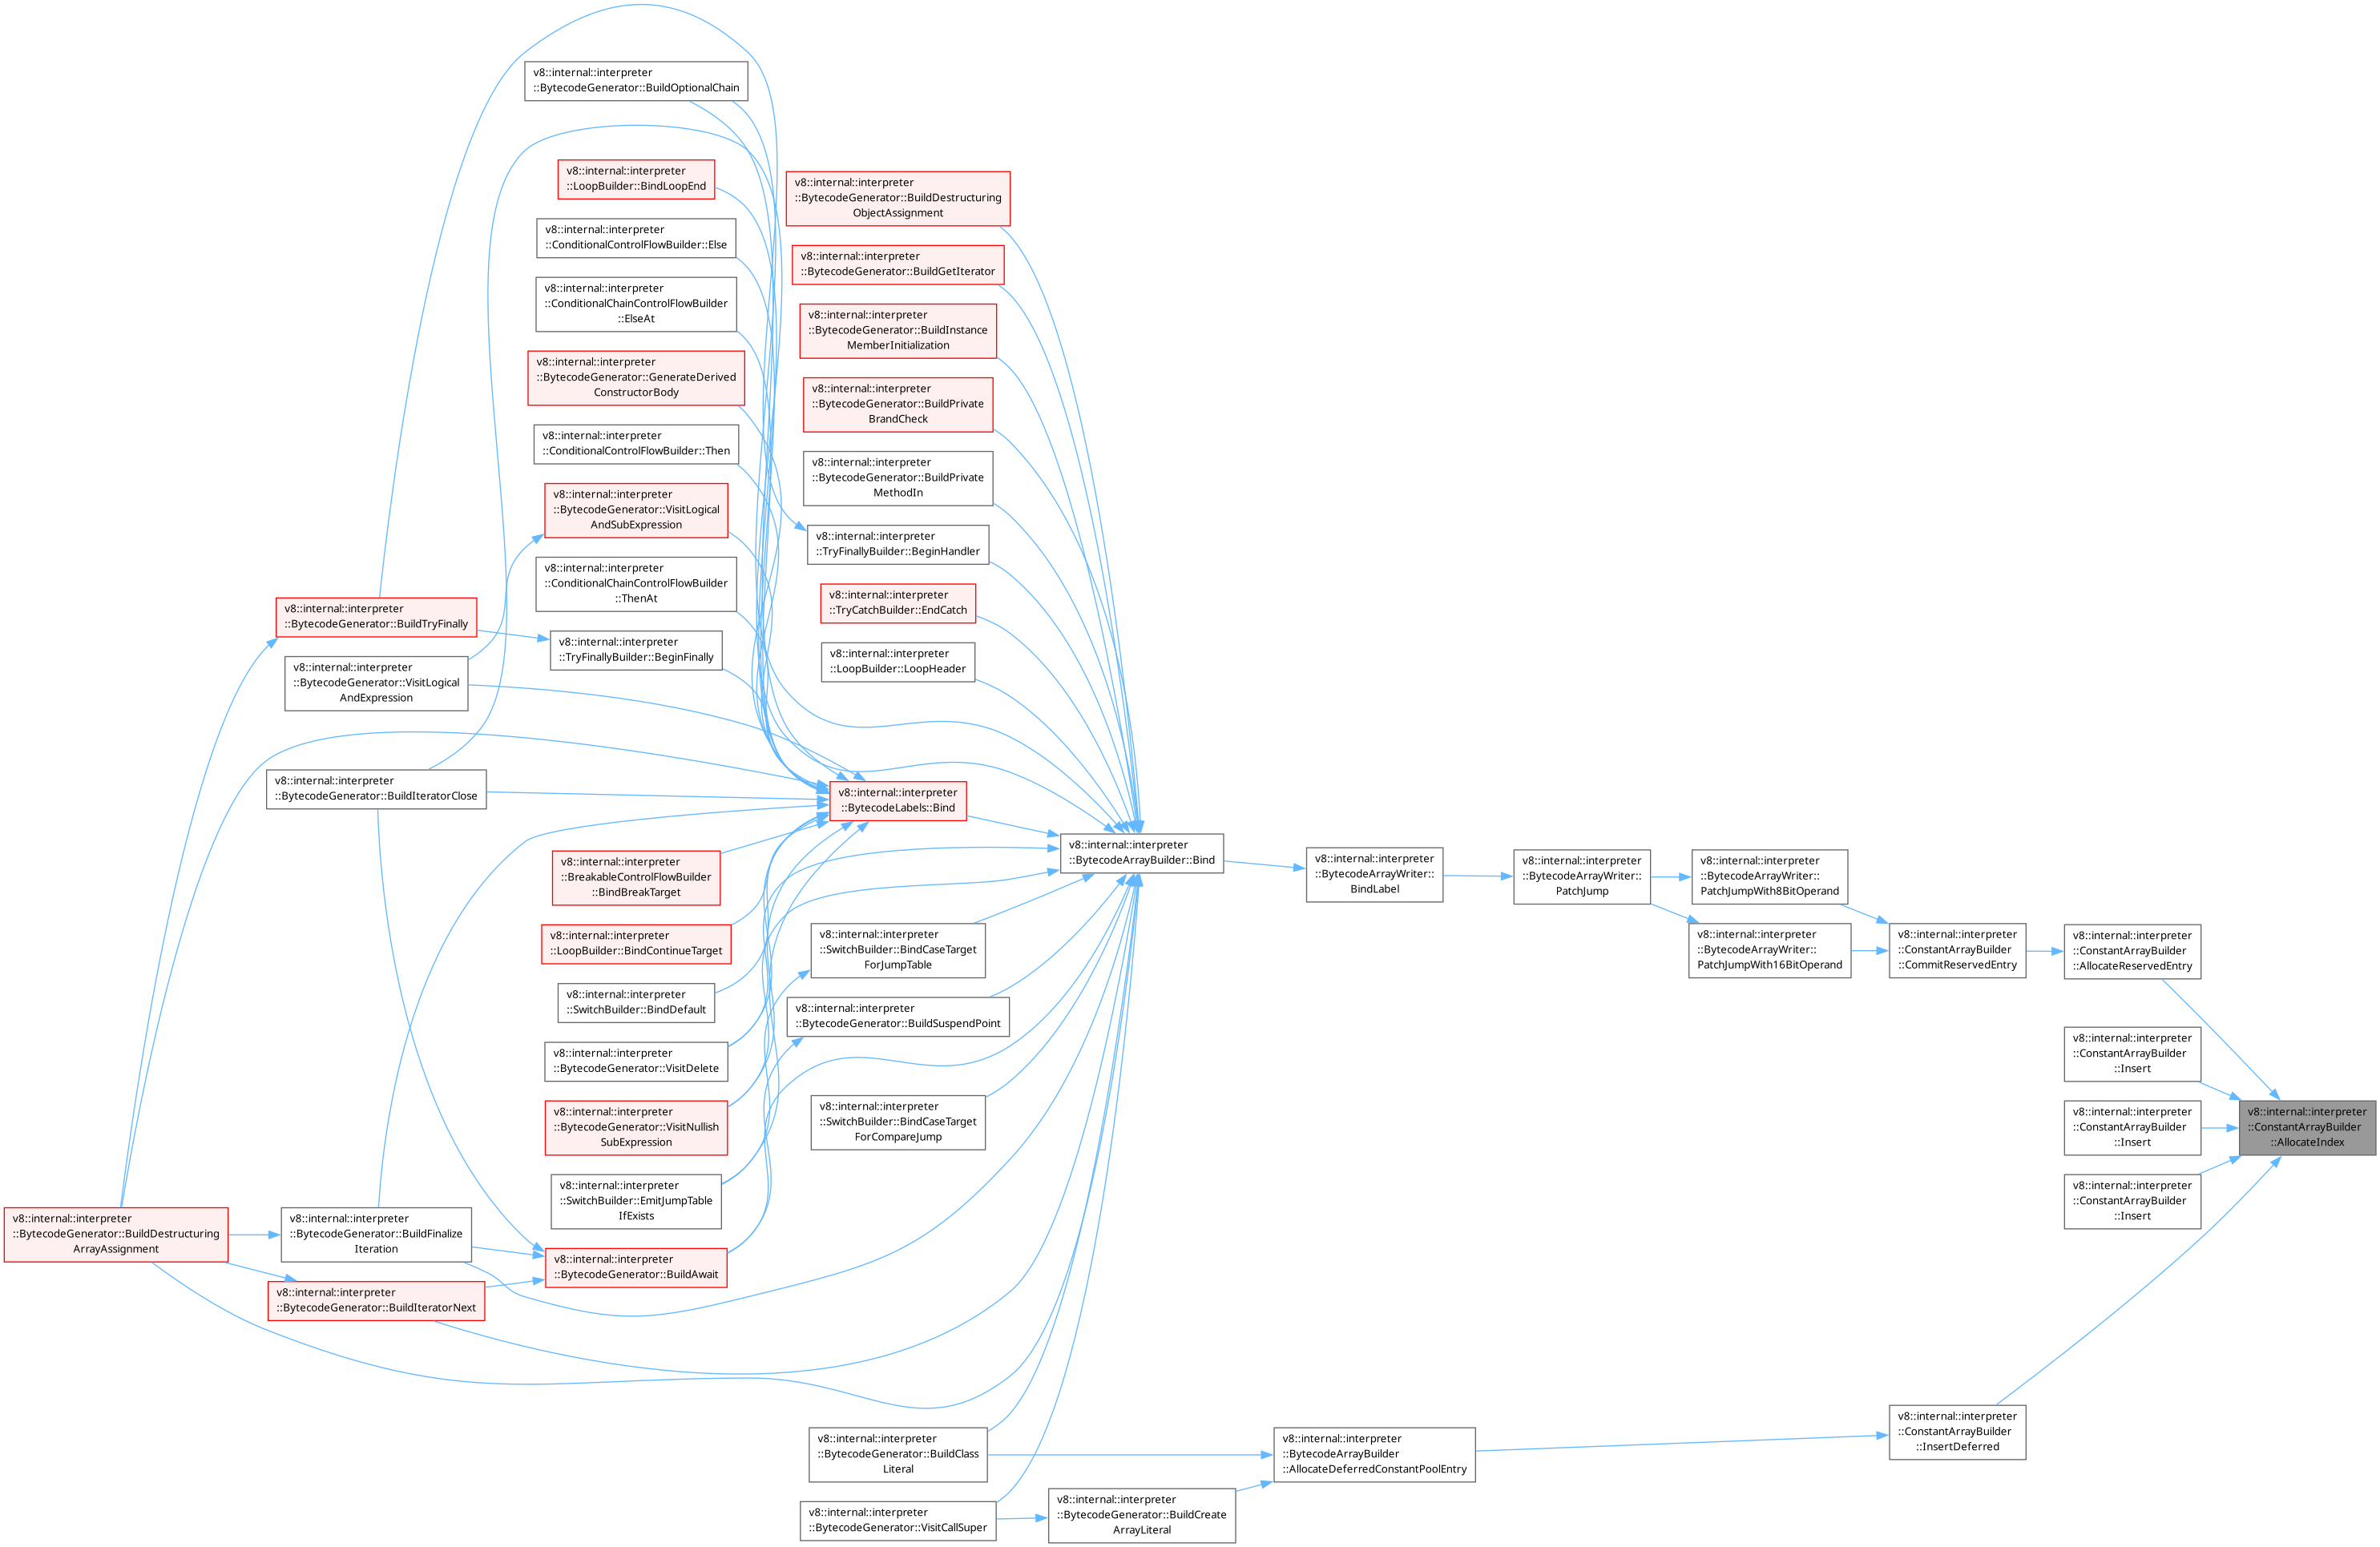 v8::internal::interpreter
::BytecodeGenerator::BuildOptionalChain
v8::internal::interpreter
::LoopBuilder::BindLoopEnd
v8::internal::interpreter
::ConditionalControlFlowBuilder::Else
v8::internal::interpreter
::ConditionalChainControlFlowBuilder
::ElseAt
v8::internal::interpreter
::BytecodeGenerator::GenerateDerived
ConstructorBody
v8::internal::interpreter
::ConditionalControlFlowBuilder::Then
v8::internal::interpreter
::BytecodeGenerator::VisitLogical
AndSubExpression
v8::internal::interpreter
::ConditionalChainControlFlowBuilder
::ThenAt
v8::internal::interpreter
::TryFinallyBuilder::BeginFinally
v8::internal::interpreter
::BytecodeGenerator::BuildTryFinally
v8::internal::interpreter
::BytecodeGenerator::VisitLogical
AndExpression
v8::internal::interpreter
::BytecodeGenerator::BuildIteratorClose
v8::internal::interpreter
::BytecodeGenerator::BuildDestructuring
ObjectAssignment
v8::internal::interpreter
::BytecodeGenerator::BuildGetIterator
v8::internal::interpreter
::BytecodeGenerator::BuildInstance
MemberInitialization
v8::internal::interpreter
::BytecodeGenerator::BuildPrivate
BrandCheck
v8::internal::interpreter
::BytecodeGenerator::BuildPrivate
MethodIn
v8::internal::interpreter
::TryFinallyBuilder::BeginHandler
v8::internal::interpreter
::TryCatchBuilder::EndCatch
v8::internal::interpreter
::LoopBuilder::LoopHeader
v8::internal::interpreter
::BytecodeLabels::Bind
v8::internal::interpreter
::BytecodeArrayBuilder::Bind
v8::internal::interpreter
::BytecodeArrayWriter::
BindLabel
v8::internal::interpreter
::BytecodeArrayWriter::
PatchJump
v8::internal::interpreter
::BytecodeArrayWriter::
PatchJumpWith8BitOperand
v8::internal::interpreter
::BytecodeArrayWriter::
PatchJumpWith16BitOperand
v8::internal::interpreter
::ConstantArrayBuilder
::CommitReservedEntry
v8::internal::interpreter
::ConstantArrayBuilder
::AllocateReservedEntry
v8::internal::interpreter
::ConstantArrayBuilder
::Insert
v8::internal::interpreter
::ConstantArrayBuilder
::Insert
v8::internal::interpreter
::ConstantArrayBuilder
::Insert
v8::internal::interpreter
::ConstantArrayBuilder
::AllocateIndex
v8::internal::interpreter
::BreakableControlFlowBuilder
::BindBreakTarget
v8::internal::interpreter
::LoopBuilder::BindContinueTarget
v8::internal::interpreter
::SwitchBuilder::BindDefault
v8::internal::interpreter
::BytecodeGenerator::VisitDelete
v8::internal::interpreter
::BytecodeGenerator::VisitNullish
SubExpression
v8::internal::interpreter
::SwitchBuilder::EmitJumpTable
IfExists
v8::internal::interpreter
::BytecodeGenerator::BuildAwait
v8::internal::interpreter
::SwitchBuilder::BindCaseTarget
ForJumpTable
v8::internal::interpreter
::BytecodeGenerator::BuildSuspendPoint
v8::internal::interpreter
::SwitchBuilder::BindCaseTarget
ForCompareJump
v8::internal::interpreter
::BytecodeGenerator::BuildDestructuring
ArrayAssignment
v8::internal::interpreter
::BytecodeGenerator::BuildFinalize
Iteration
v8::internal::interpreter
::BytecodeGenerator::BuildIteratorNext
v8::internal::interpreter
::BytecodeGenerator::BuildClass
Literal
v8::internal::interpreter
::BytecodeGenerator::VisitCallSuper
v8::internal::interpreter
::BytecodeArrayBuilder
::AllocateDeferredConstantPoolEntry
v8::internal::interpreter
::BytecodeGenerator::BuildCreate
ArrayLiteral
v8::internal::interpreter
::ConstantArrayBuilder
::InsertDeferred